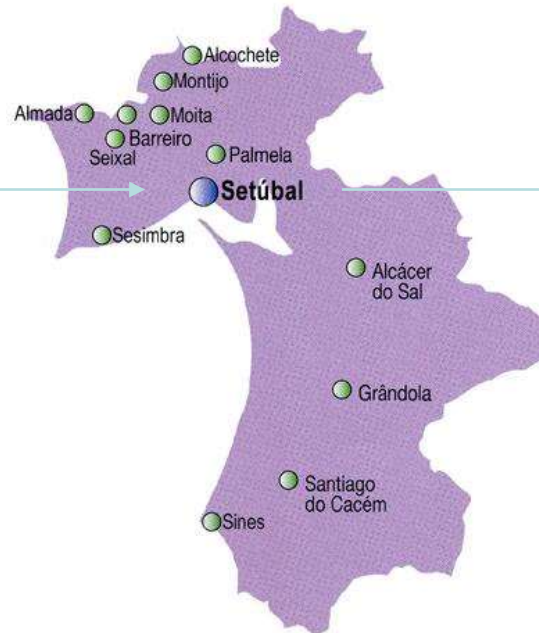 Alcochete
Montijo
Almada
Moita
Barreiro
Seixal
Palmela
Setúbal
Sesimbra
Alcácer
do Sal
Grândola
Santiago
do Cacém
Sines